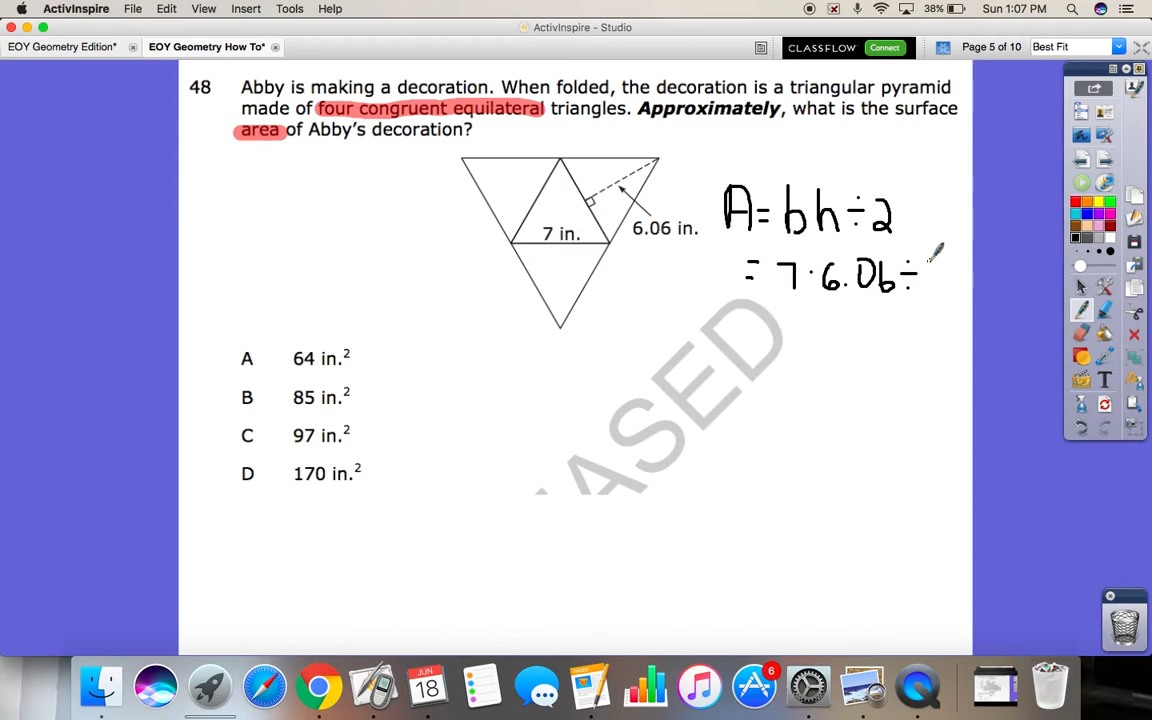 ActivInspire File Edit View Insert Tools Help 38% Sun 1:07 PM
ActivInspire - Studio
EOY Geometry Edition* EOY Geometry How To* CLASSFLOW Connect Page 5 of 10 Best Fit
48 Abby is making a decoration. When folded, the decoration is a triangular pyramid
made of four congruent equilateral triangles. Approximately, what is the surface
area of Abby's decoration?
7 in.
6.06 in.
A= bh÷2
= 7·6.06÷
A 64 in.²
B 85 in.²
C 97 in.²
D 170 in.²
ASED
T
JUN
18
6